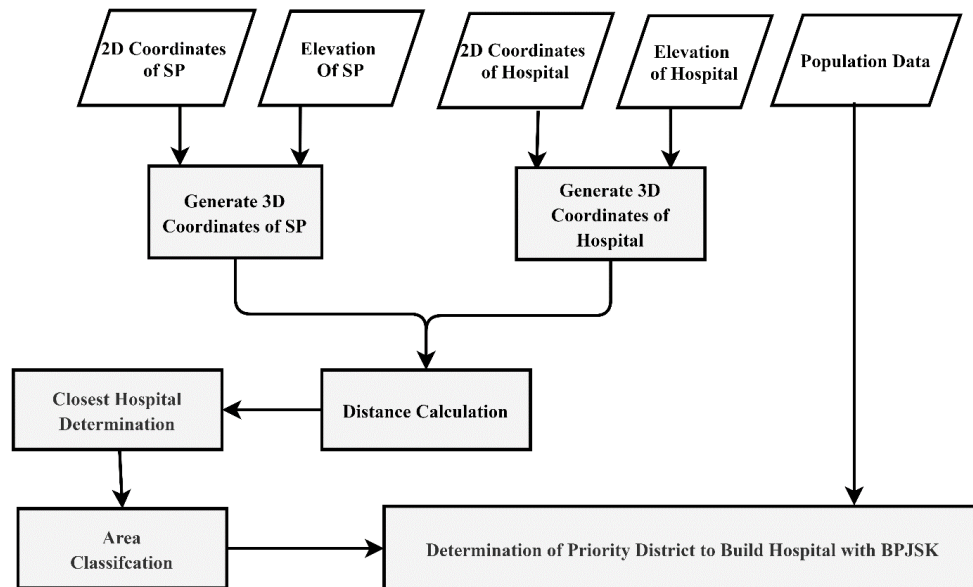 2D Coordinates
of SP
Elevation
Of SP
2D Coordinates
of Hospital
Elevation
of Hospital
Population Data
Generate 3D
Coordinates of SP
Generate 3D
Coordinates of
Hospital
Closest Hospital
Determination
Distance Calculation
Area
Classifcation
Determination of Priority District to Build Hospital with BPJSK